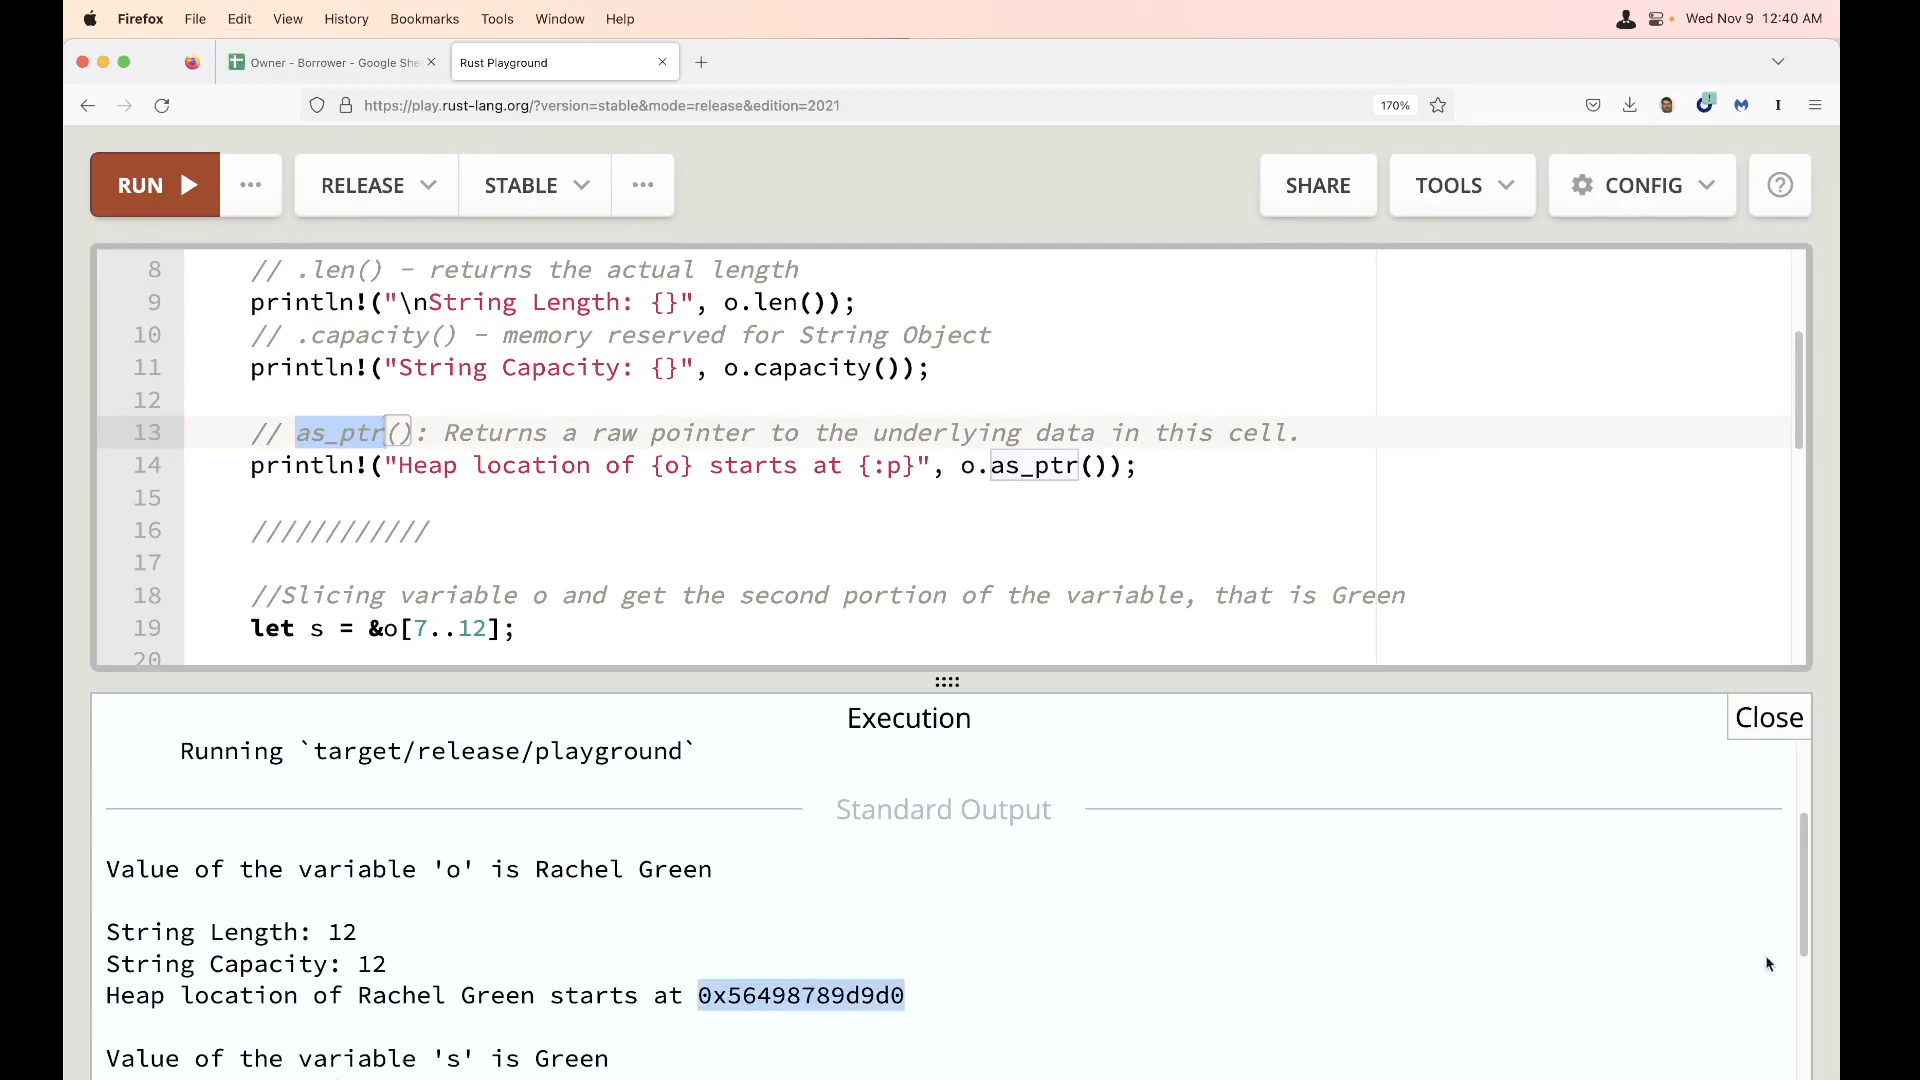 Firefox File Edit View History Bookmarks Tools Window Help Wed Nov 9 12:40 AM
Owner - Borrower - Google She Rust Playground
https://play.rust-lang.org/?version=stable&mode=release&edition=2021 170%
RUN RELEASE STABLE SHARE TOOLS CONFIG
8 // .len() - returns the actual length
9 println!("\nString Length: {}", o.len());
10 // .capacity() - memory reserved for String Object
11 println!("String Capacity: {}", o.capacity());
12
13 // as_ptr(): Returns a raw pointer to the underlying data in this cell.
14 println!("Heap location of {o} starts at {:p}", o.as_ptr());
15
16 ////////////
17
18 //Slicing variable o and get the second portion of the variable, that is Green
19 let s = &o[7..12];
20
Execution
Close
Running `target/release/playground`
Standard Output
Value of the variable 'o' is Rachel Green
String Length: 12
String Capacity: 12
Heap location of Rachel Green starts at 0x56498789d9d0
Value of the variable 's' is Green